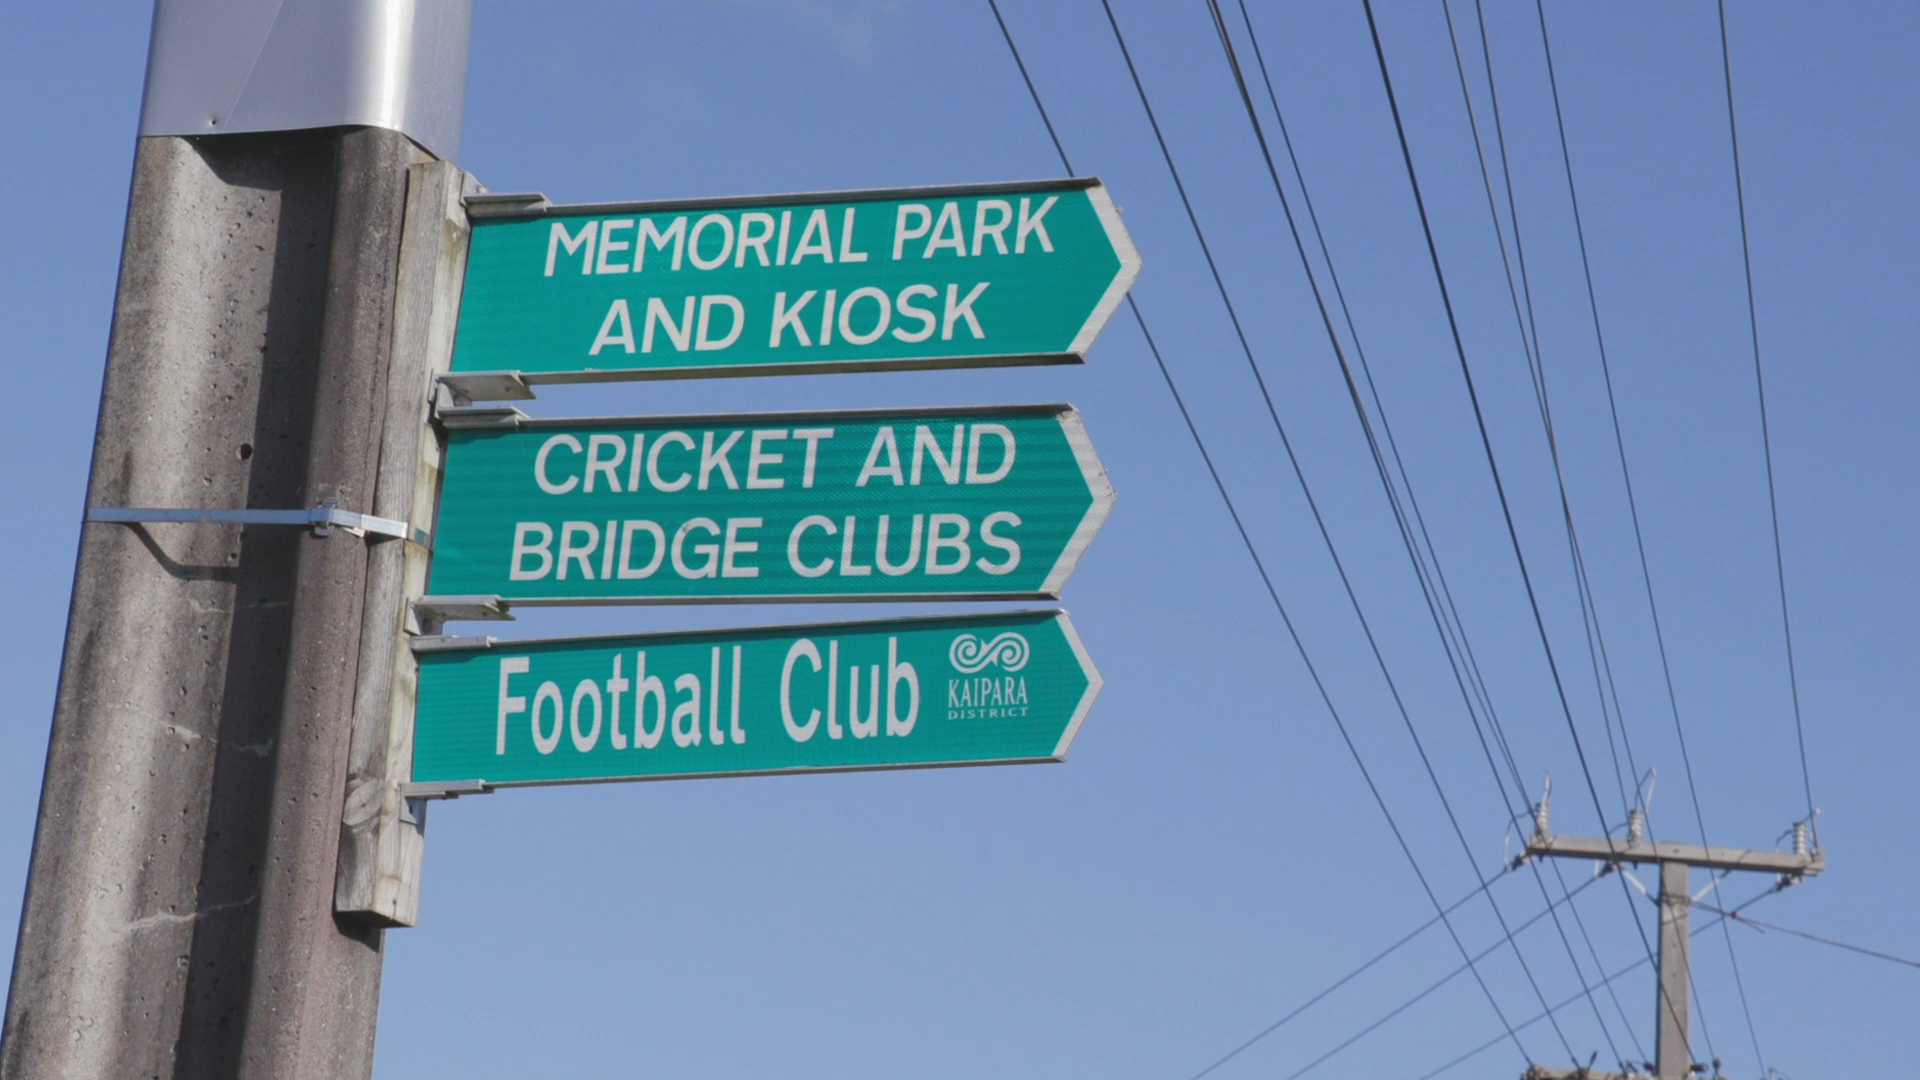 MEMORIAL PARK
AND KIOSK
CRICKET AND
BRIDGE CLUBS
Football Club
KAIPARA
DISTRICT